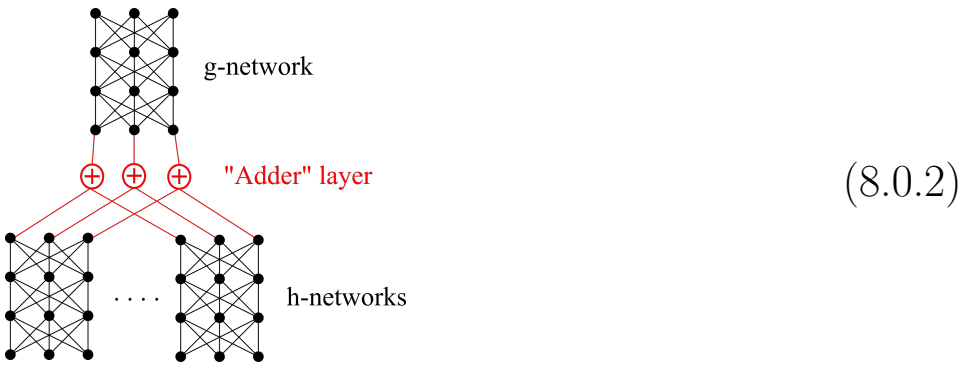 g-network
"Adder" layer
(8.0.2)
. . . .
h-networks